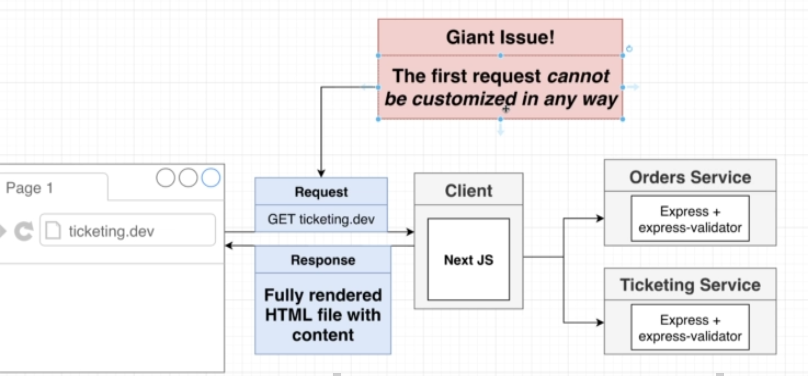 Giant Issue!
The first request cannot
be customized in any way
Page 1
ticketing.dev
Request
GET ticketing.dev
Response
Fully rendered
HTML file with
content
Client
Next JS
Orders Service
Express +
express-validator
Ticketing Service
Express +
express-validator